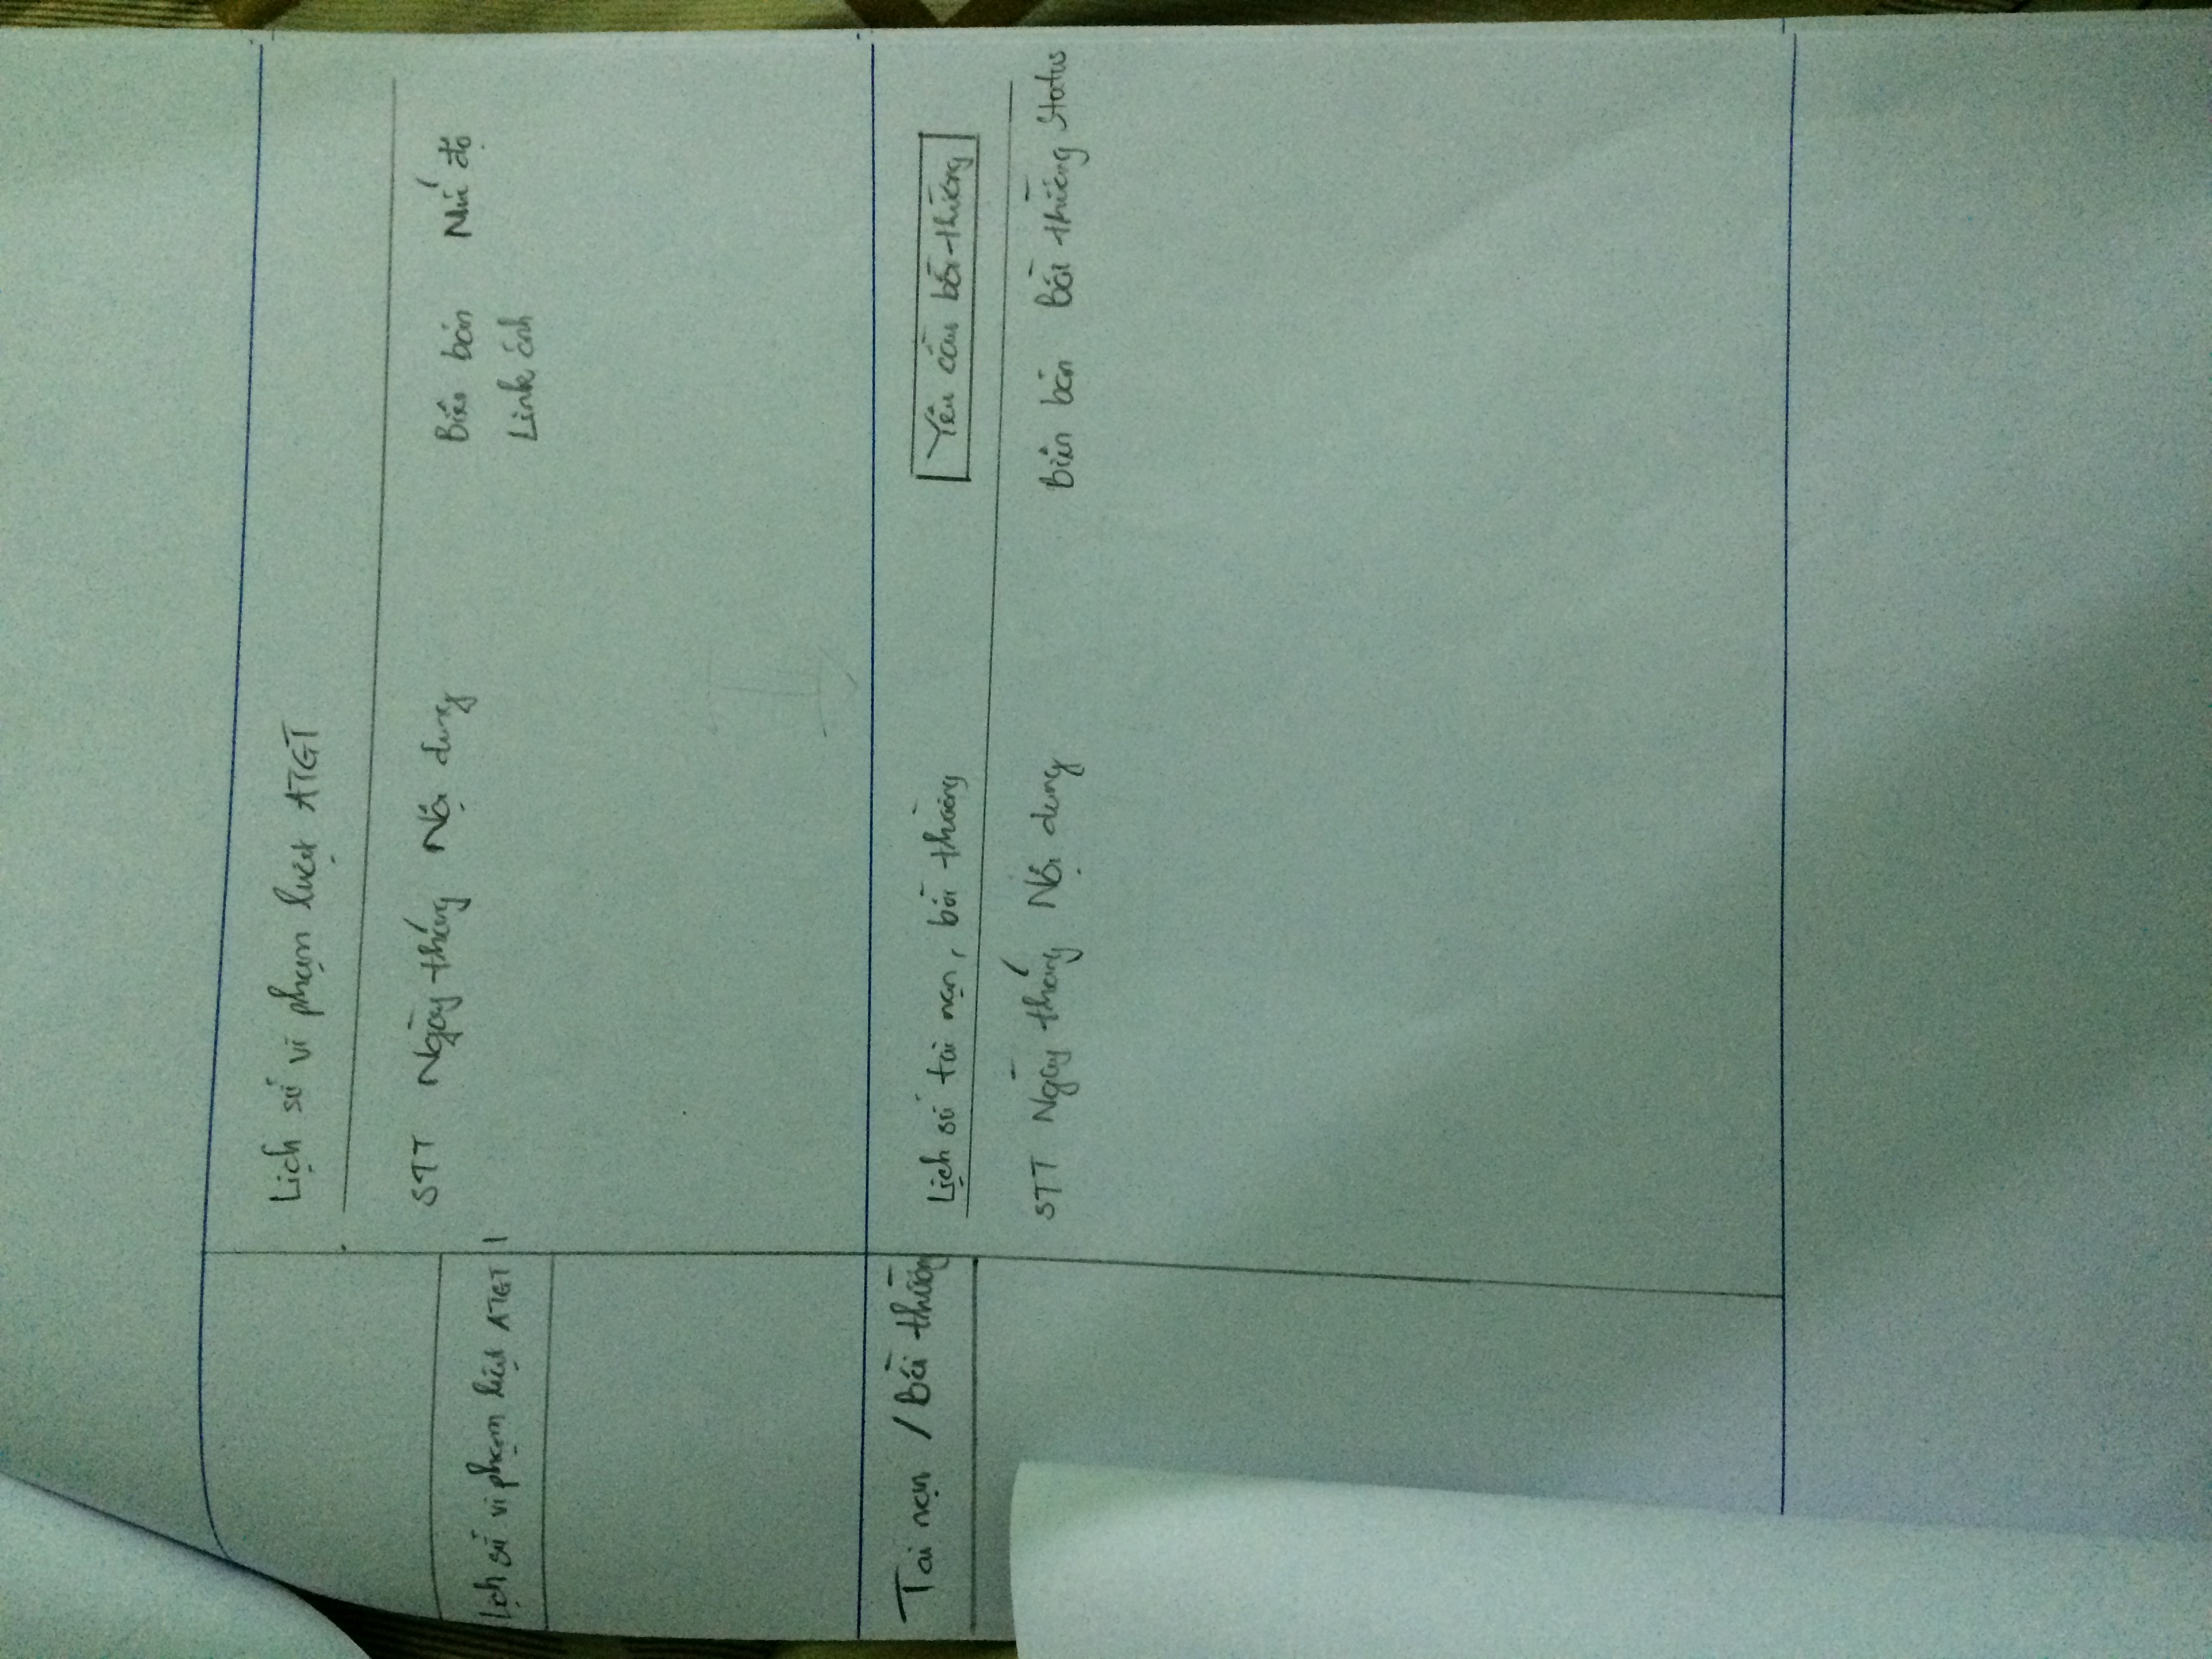 Lịch sử vi phạm luật ATGT
STT Ngày tháng Nội dung Biên bản Mức độ
Link ảnh
Lịch sử vi phạm luật ATGT
Tai nạn / Bồi thường
Lịch sử tai nạn, bồi thường
Yêu cầu bồi thường
STT Ngày tháng Nội dung Biên bản Bồi thường Status